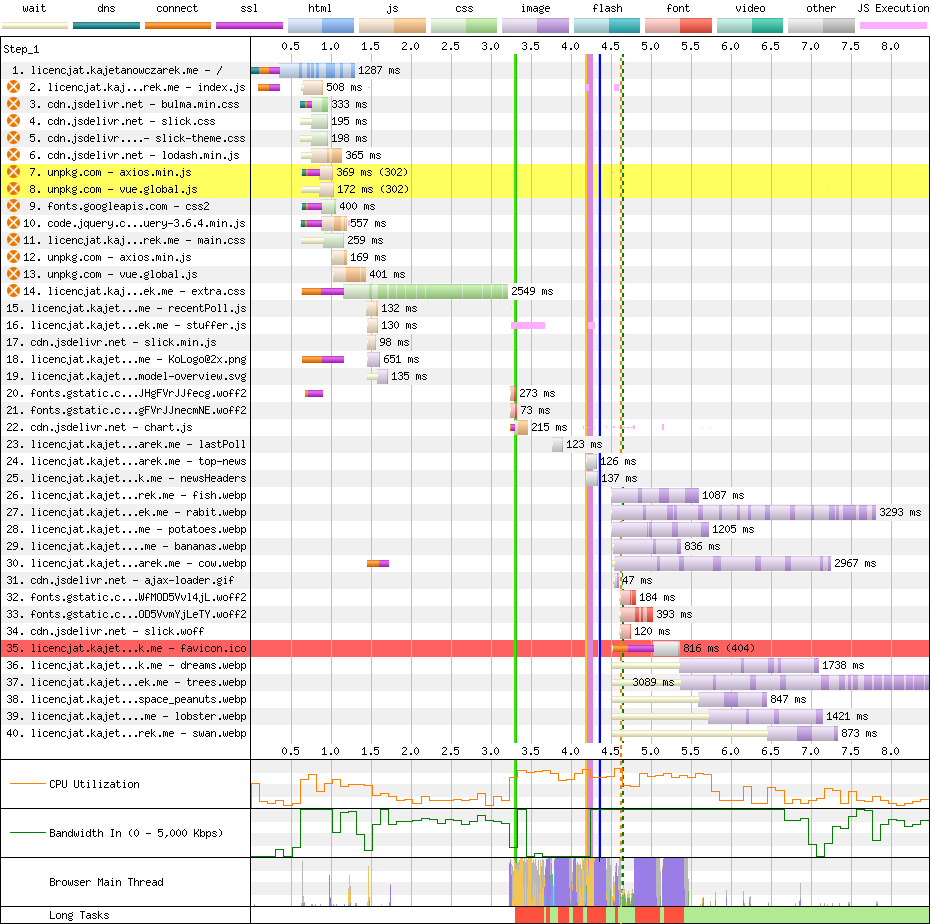 wait dns connect ssl html js css image flash font video other JS Execution
Step_1 0.5 1.0 1.5 2.0 2.5 3.0 3.5 4.0 4.5 5.0 5.5 6.0 6.5 7.0 7.5 8.0
1. licencjat.kajetanowczarek.me - / 1287 ms
2. licencjat.kaj...rek.me - index.js 508 ms
3. cdn.jsdelivr.net - bulma.min.css 333 ms
4. cdn.jsdelivr.net - slick.css 195 ms
5. cdn.jsdelivr....- slick-theme.css 198 ms
6. cdn.jsdelivr.net - lodash.min.js 365 ms
7. unpkg.com - axios.min.js 369 ms (302)
8. unpkg.com - vue.global.js 172 ms (302)
9. fonts.googleapis.com - css2 400 ms
10. code.jquery.c...uery-3.6.4.min.js 557 ms
11. licencjat.kaj...rek.me - main.css 259 ms
12. unpkg.com - axios.min.js 169 ms
13. unpkg.com - vue.global.js 401 ms
14. licencjat.kaj...ek.me - extra.css 2549 ms
15. licencjat.kajet...me - recentPoll.js 132 ms
16. licencjat.kajet...ek.me - stuffer.js 130 ms
17. cdn.jsdelivr.net - slick.min.js 98 ms
18. licencjat.kajet...me - KoLogo@2x.png 651 ms
19. licencjat.kajet...model-overview.svg 135 ms
20. fonts.gstatic.c...JHgFVrJJfecg.woff2 273 ms
21. fonts.gstatic.c...gFVrJJnecmNE.woff2 73 ms
22. cdn.jsdelivr.net - chart.js 215 ms
23. licencjat.kajet...arek.me - lastPoll 123 ms
24. licencjat.kajet...arek.me - top-news 126 ms
25. licencjat.kajet...k.me - newsHeaders 137 ms
26. licencjat.kajet...rek.me - fish.webp 1087 ms
27. licencjat.kajet...ek.me - rabit.webp 3293 ms
28. licencjat.kajet...me - potatoes.webp 1205 ms
29. licencjat.kajet....me - bananas.webp 836 ms
30. licencjat.kajet...arek.me - cow.webp 2967 ms
31. cdn.jsdelivr.net - ajax-loader.gif 47 ms
32. fonts.gstatic.c...WfMOD5Vvl4jL.woff2 184 ms
33. fonts.gstatic.c...OD5VvmYjLeTY.woff2 393 ms
34. cdn.jsdelivr.net - slick.woff 120 ms
35. licencjat.kajet...k.me - favicon.ico 816 ms (404)
36. licencjat.kajet...k.me - dreams.webp 1738 ms
37. licencjat.kajet...ek.me - trees.webp 3089 ms
38. licencjat.kajet...space_peanuts.webp 847 ms
39. licencjat.kajet....me - lobster.webp 1421 ms
40. licencjat.kajet...rek.me - swan.webp 873 ms
0.5 1.0 1.5 2.0 2.5 3.0 3.5 4.0 4.5 5.0 5.5 6.0 6.5 7.0 7.5 8.0
CPU Utilization
Bandwidth In (0 - 5,000 Kbps)
Browser Main Thread
Long Tasks